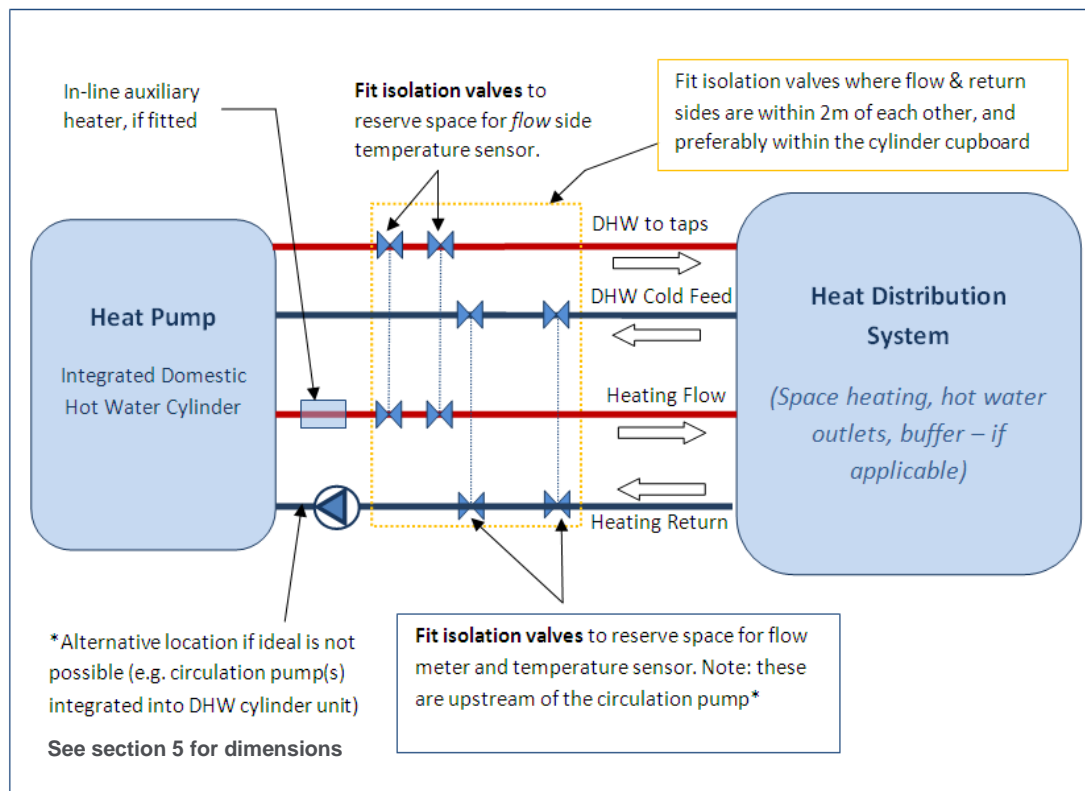 In-line auxiliary
heater, if fitted
Fit isolation valves to
reserve space for flow side
temperature sensor.
Fit isolation valves where flow & return
sides are within 2m of each other, and
preferably within the cylinder cupboard
DHW to taps
DHW Cold Feed
Heat Pump
Integrated Domestic
Hot Water Cylinder
Heating Flow
Heating Return
Heat Distribution
System
(Space heating, hot water
outlets, buffer – if
applicable)
*Alternative location if ideal is not
possible (e.g. circulation pump(s)
integrated into DHW cylinder unit)
See section 5 for dimensions
Fit isolation valves to reserve space for flow
meter and temperature sensor. Note: these
are upstream of the circulation pump*